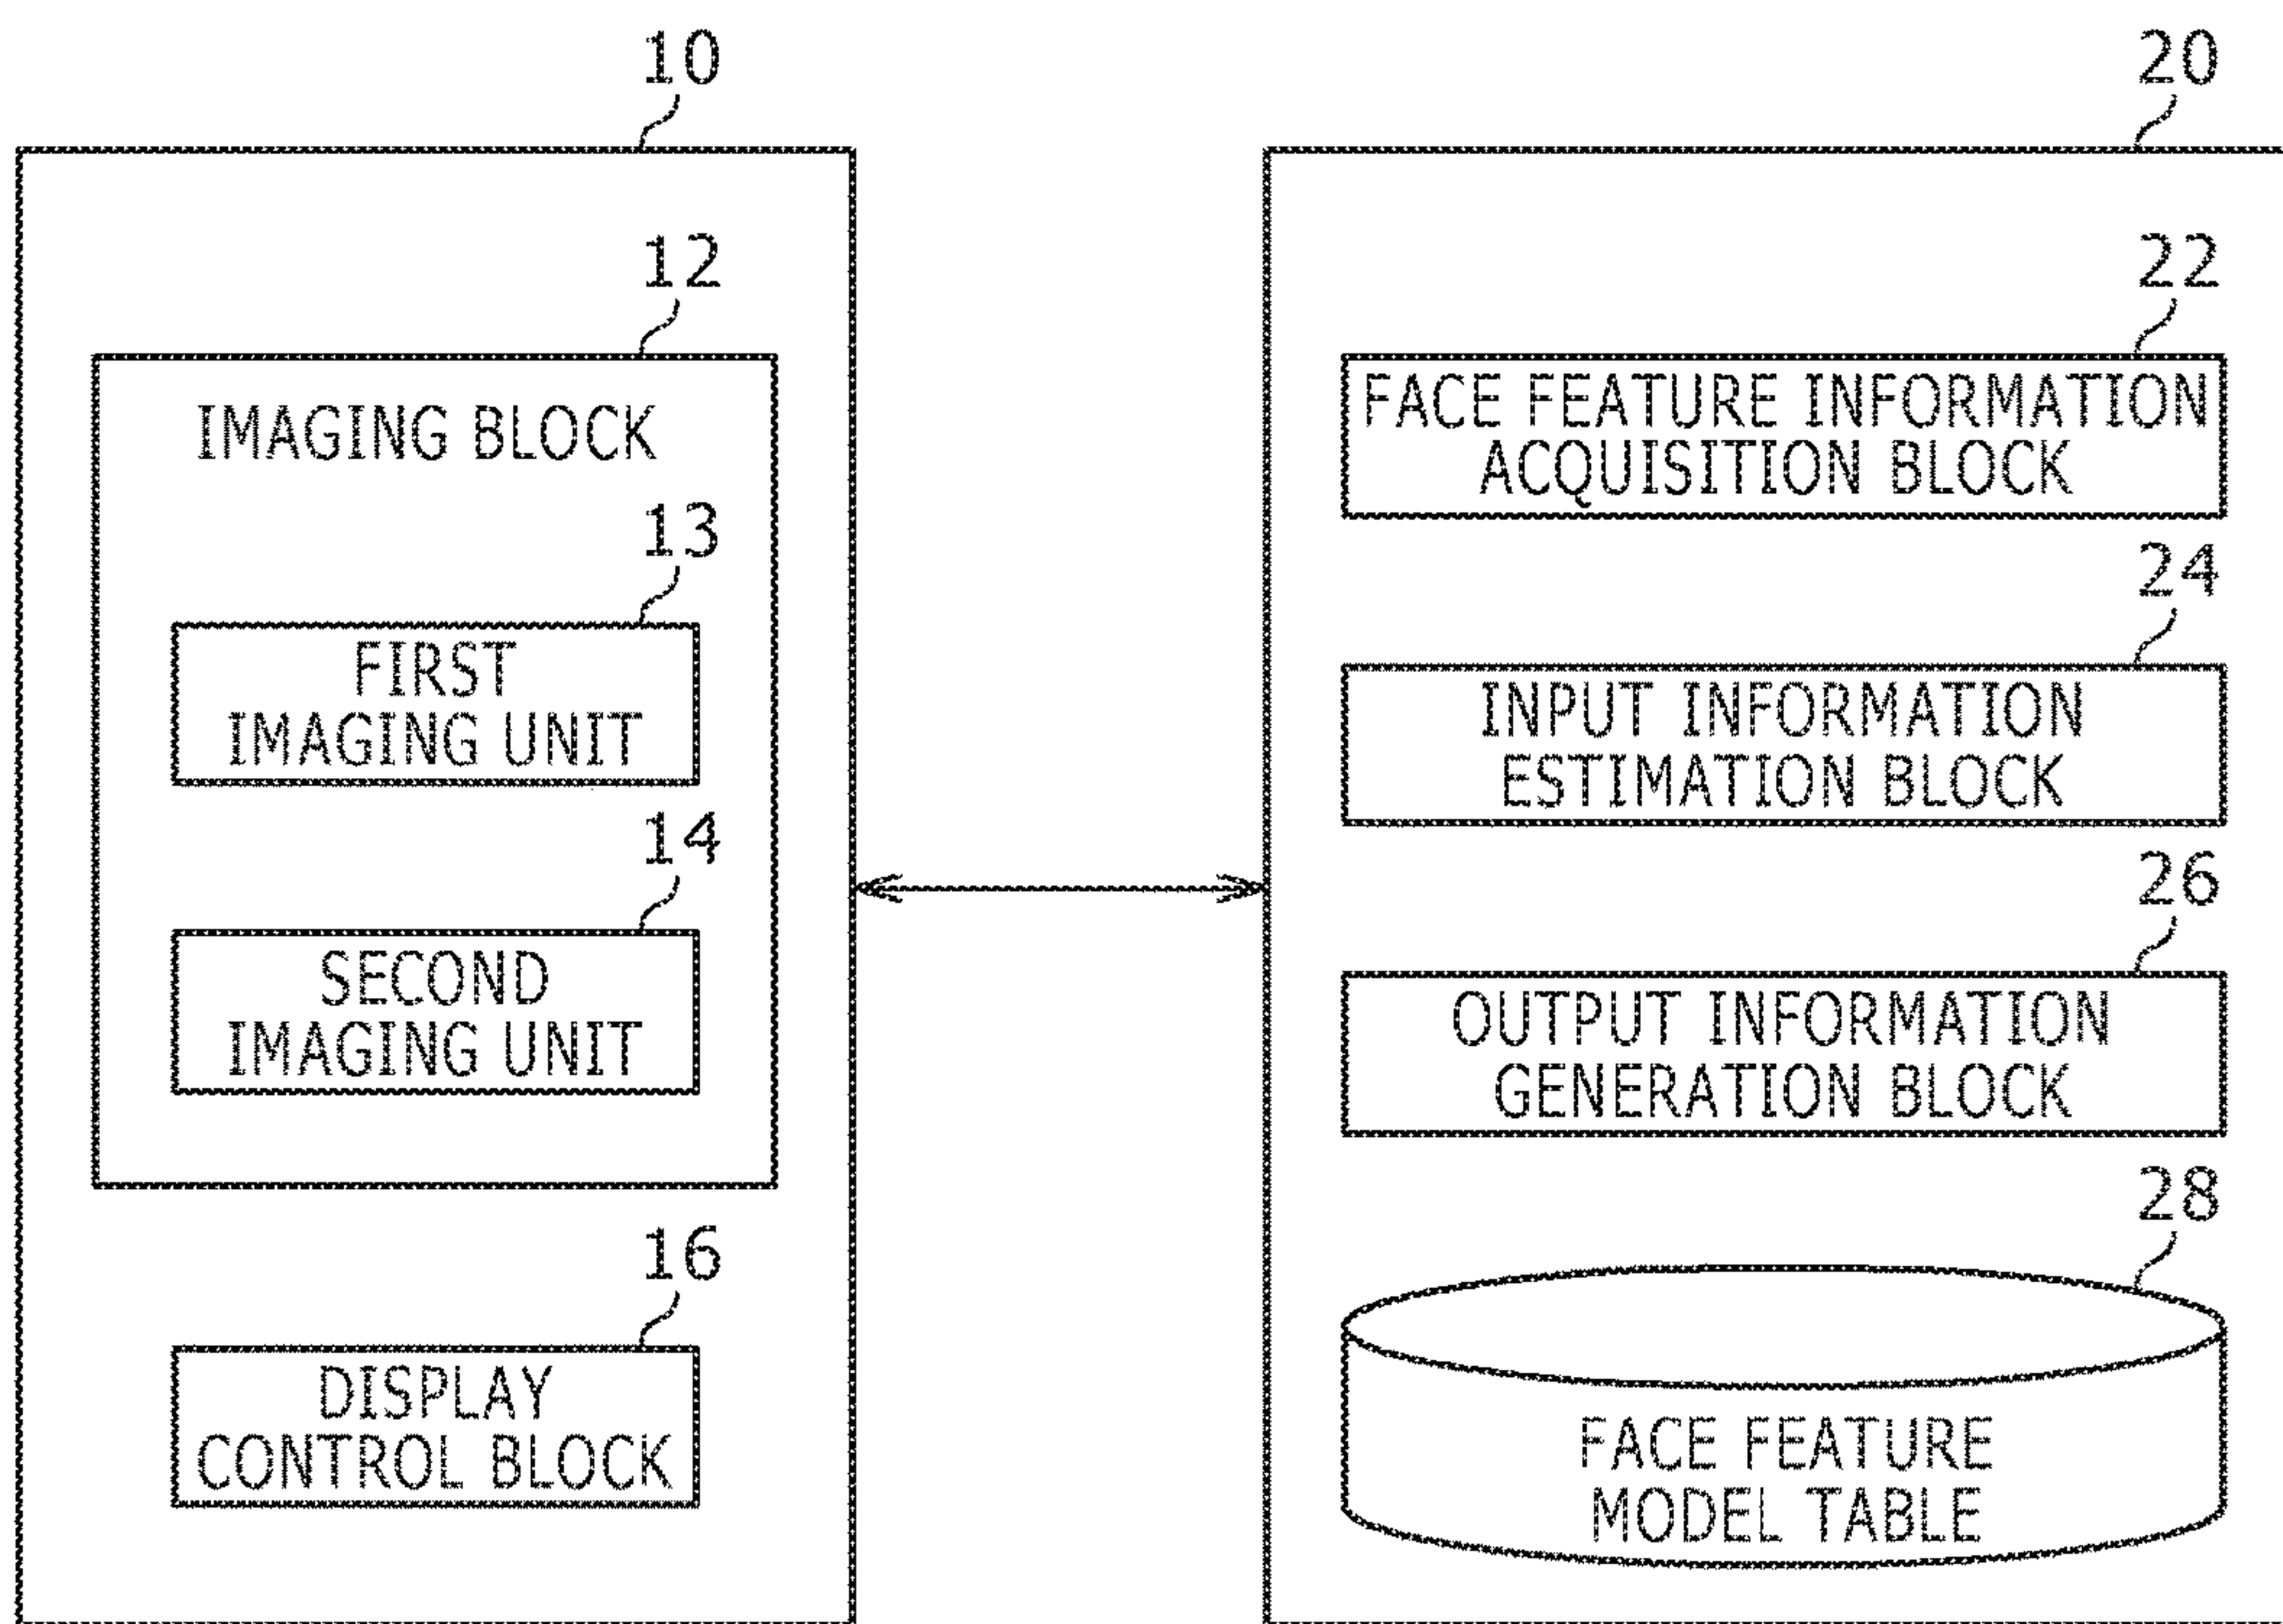 10
12
IMAGING BLOCK
13
FIRST
IMAGING UNIT
14
SECOND
IMAGING UNIT
16
DISPLAY
CONTROL BLOCK
20
22
FACE FEATURE INFORMATION
ACQUISITION BLOCK
24
INPUT INFORMATION
ESTIMATION BLOCK
26
OUTPUT INFORMATION
GENERATION BLOCK
28
FACE FEATURE
MODEL TABLE